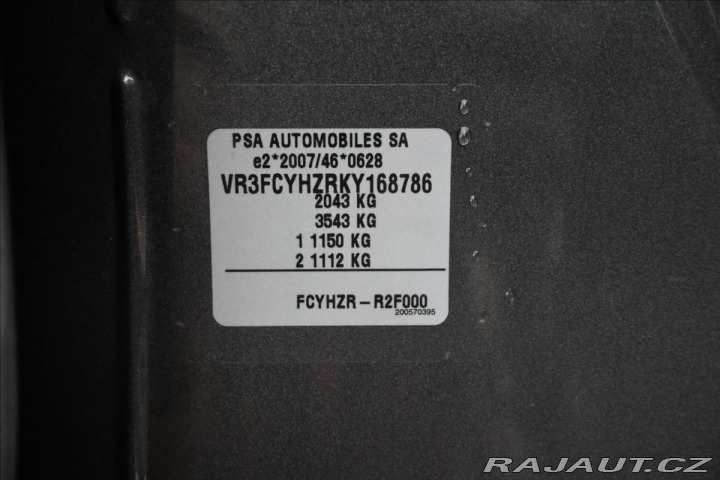 PSA AUTOMOBILES SA
e2*2007/46*0628
VR3FCYHZRKY168786
2043 KG
3543 KG
1 1150 KG
2 1112 KG
FCYHZR - R2F000
200570395
RAJAUT.CZ